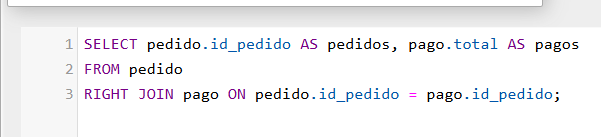 1 SELECT pedido.id_pedido AS pedidos, pago.total AS pagos
2 FROM pedido
3 RIGHT JOIN pago ON pedido.id_pedido = pago.id_pedido;